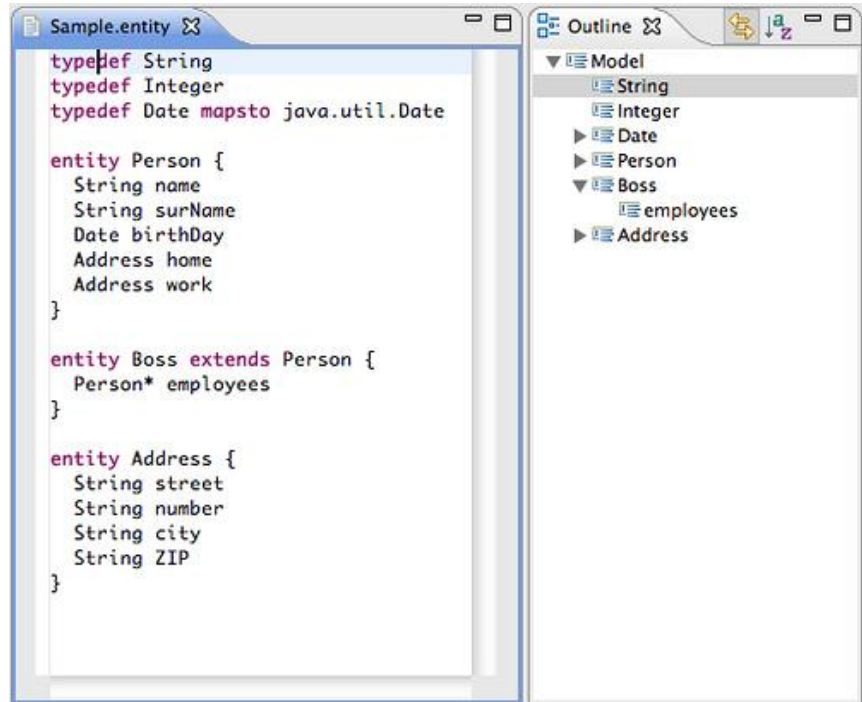 Sample.entity
typedef String
typedef Integer
typedef Date mapsto java.util.Date
entity Person {
String name
String surName
Date birthDay
Address home
Address work
}
entity Boss extends Person {
Person* employees
}
entity Address {
String street
String number
String city
String ZIP
}
Outline
a
z
Model
String
Integer
Date
Person
Boss
employees
Address